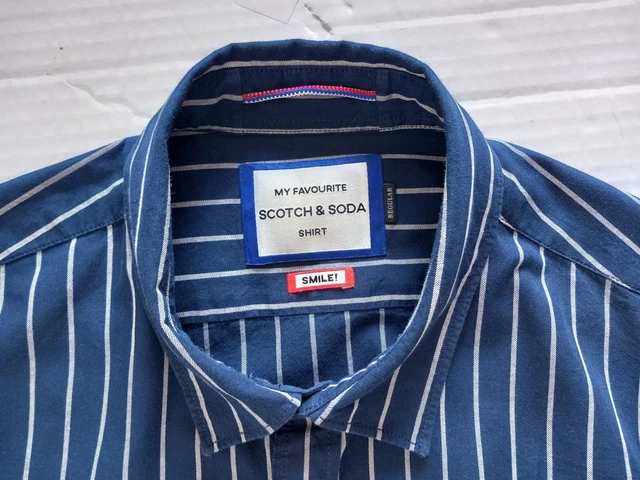 MY FAVOURITE
SCOTCH & SODA
SHIRT
REGULAR
SMILE!